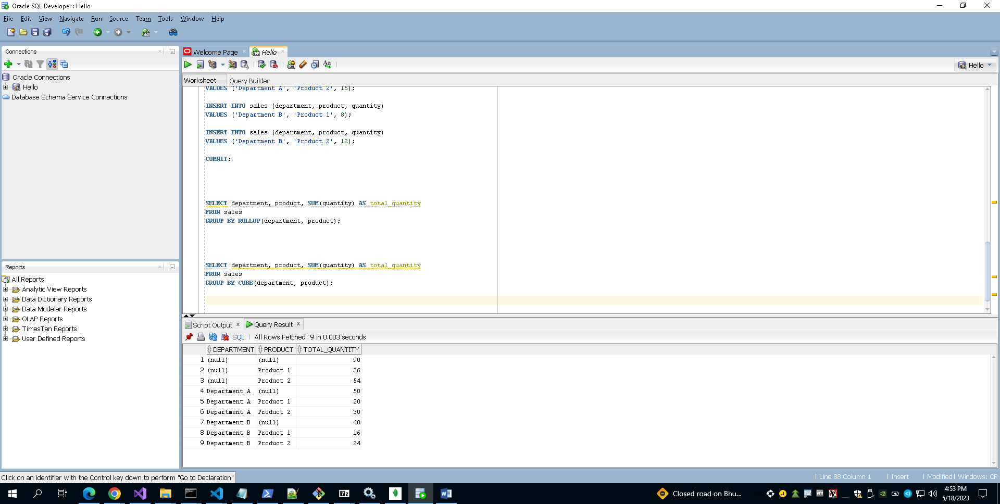 Oracle SQL Developer : Hello
File Edit View Navigate Run Source Team Tools Window Help
Connections
Oracle Connections
Hello
Database Schema Service Connections
Reports
All Reports
Analytic View Reports
Data Dictionary Reports
Data Modeler Reports
OLAP Reports
TimesTen Reports
User Defined Reports
Welcome Page
Hello
Hello
Worksheet
Query Builder
VALUES ('Department A', 'Product 2', 15);
INSERT INTO sales (department, product, quantity)
VALUES ('Department B', 'Product 1', 8);
INSERT INTO sales (department, product, quantity)
VALUES ('Department B', 'Product 2', 12);
COMMIT;
SELECT department, product, SUM(quantity) AS total_quantity
FROM sales
GROUP BY ROLLUP(department, product);
SELECT department, product, SUM(quantity) AS total_quantity
FROM sales
GROUP BY CUBE(department, product);
Script Output
Query Result
SQL | All Rows Fetched: 9 in 0.003 seconds
DEPARTMENT PRODUCT TOTAL_QUANTITY
1 (null) (null) 90
2 (null) Product 1 36
3 (null) Product 2 54
4 Department A (null) 50
5 Department A Product 1 20
6 Department A Product 2 30
7 Department B (null) 40
8 Department B Product 1 16
9 Department B Product 2 24
Click on an identifier with the Control key down to perform "Go to Declaration"
| Line 88 Column 1 | Insert | Modified | Windows: CR
Closed road on Bhu...
4:53 PM
5/18/2023